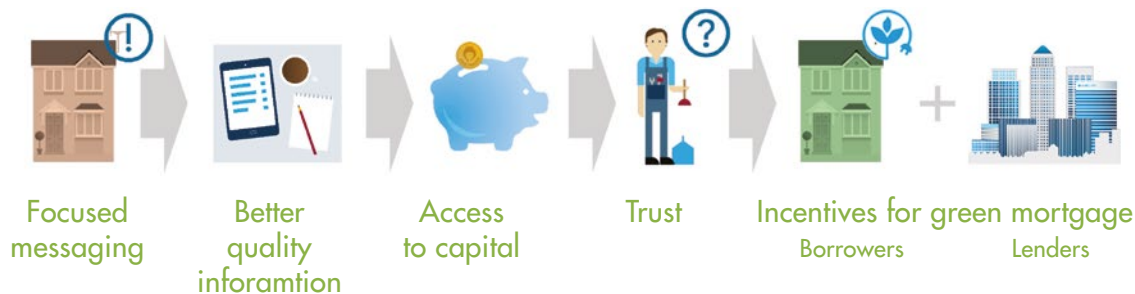 Focused
messaging
Better
quality
inforamtion
Access
to capital
Trust
Incentives for green mortgage
Borrowers
Lenders